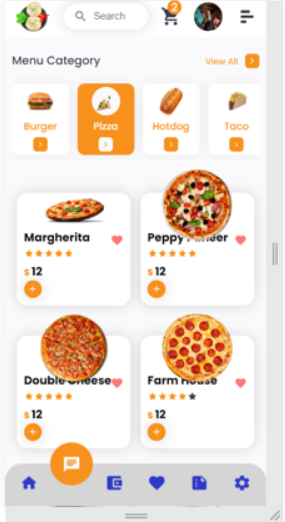 Search
2
Menu Category
View All
Burger
Pizza
Hotdog
Taco
Margherita
Peppy Paneer
$ 12
$ 12
Double Cheese
Farm House
$ 12
$ 12